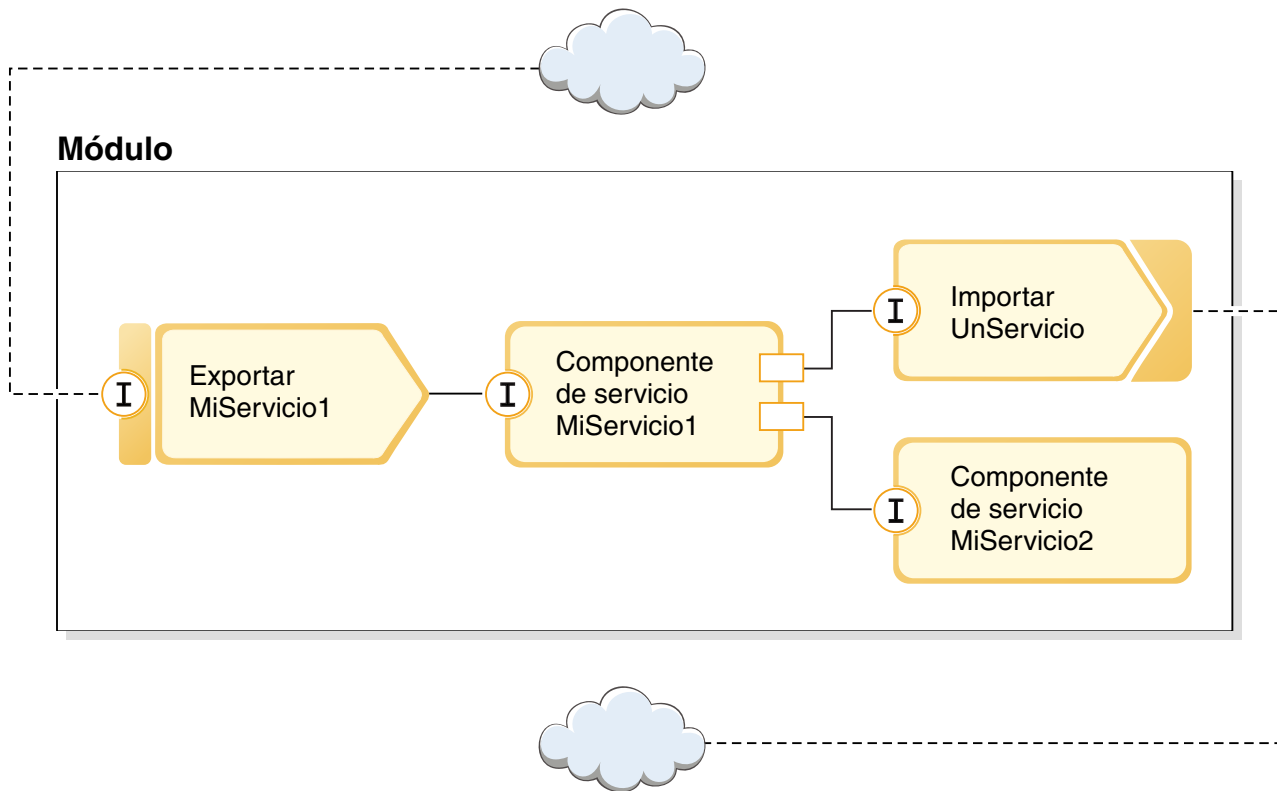 Módulo
Exportar
MiServicio1
I
I
Componente
de servicio
MiServicio1
I
Importar
UnServicio
I
Componente
de servicio
MiServicio2